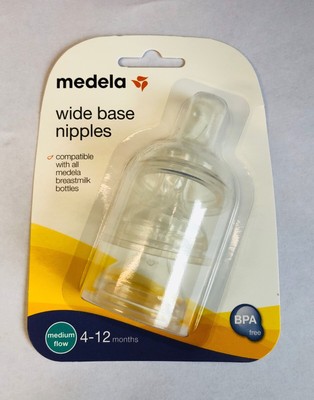 medela
wide base
nipples
compatible
with all
medela
breastmilk
bottles
BPA
free
medium
flow
4-12 months